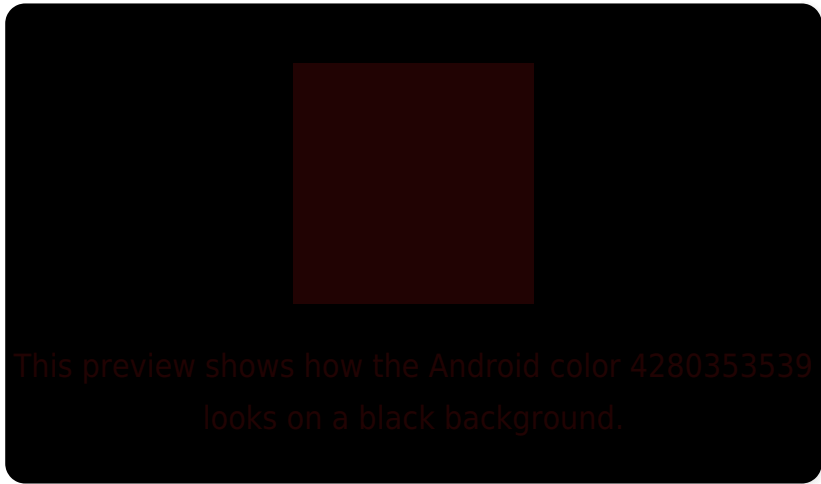 This preview shows how the Android color 4280353539
looks on a black background.